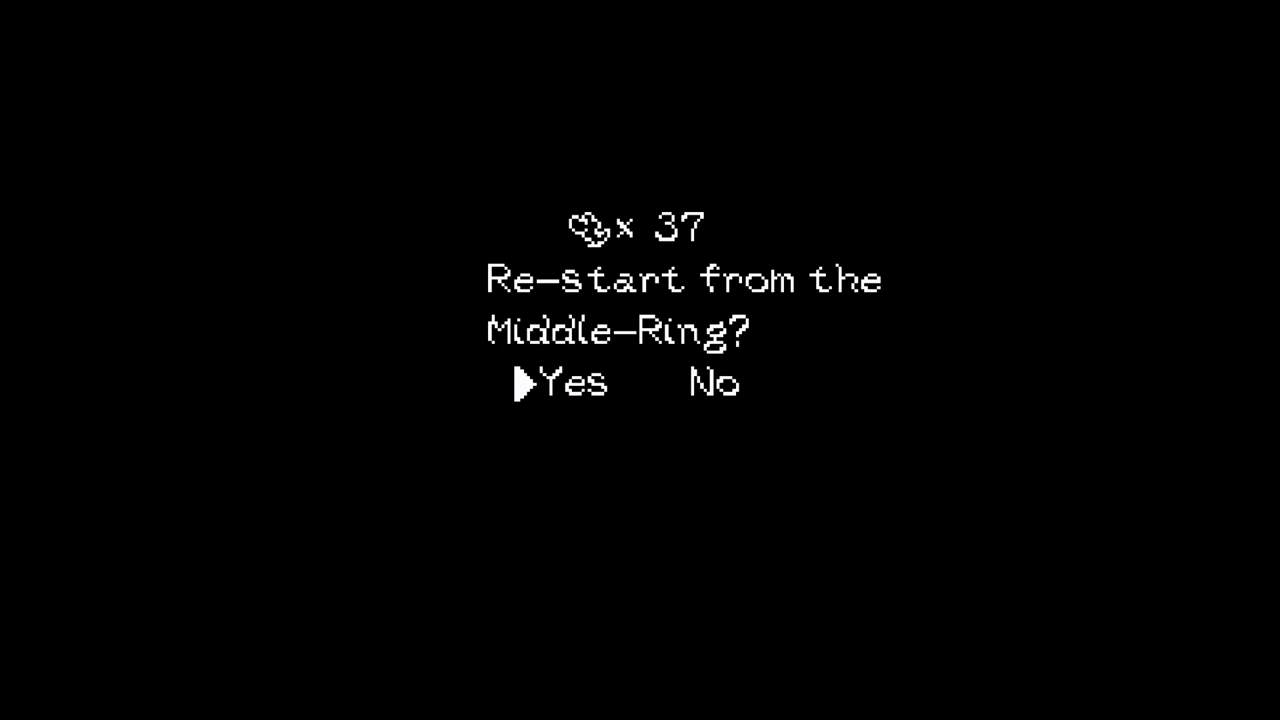 x 37
Re-start from the
Middle-Ring?
Yes No